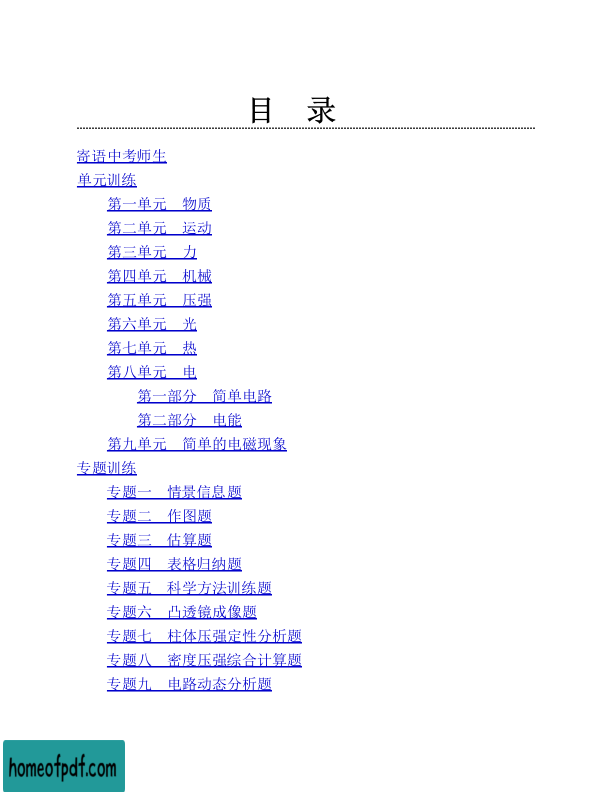 目　录
寄语中考师生
单元训练
第一单元　物质
第二单元　运动
第三单元　力
第四单元　机械
第五单元　压强
第六单元　光
第七单元　热
第八单元　电
第一部分　简单电路
第二部分　电能
第九单元　简单的电磁现象
专题训练
专题一　情景信息题
专题二　作图题
专题三　估算题
专题四　表格归纳题
专题五　科学方法训练题
专题六　凸透镜成像题
专题七　柱体压强定性分析题
专题八　密度压强综合计算题
专题九　电路动态分析题
homeofpdf.com